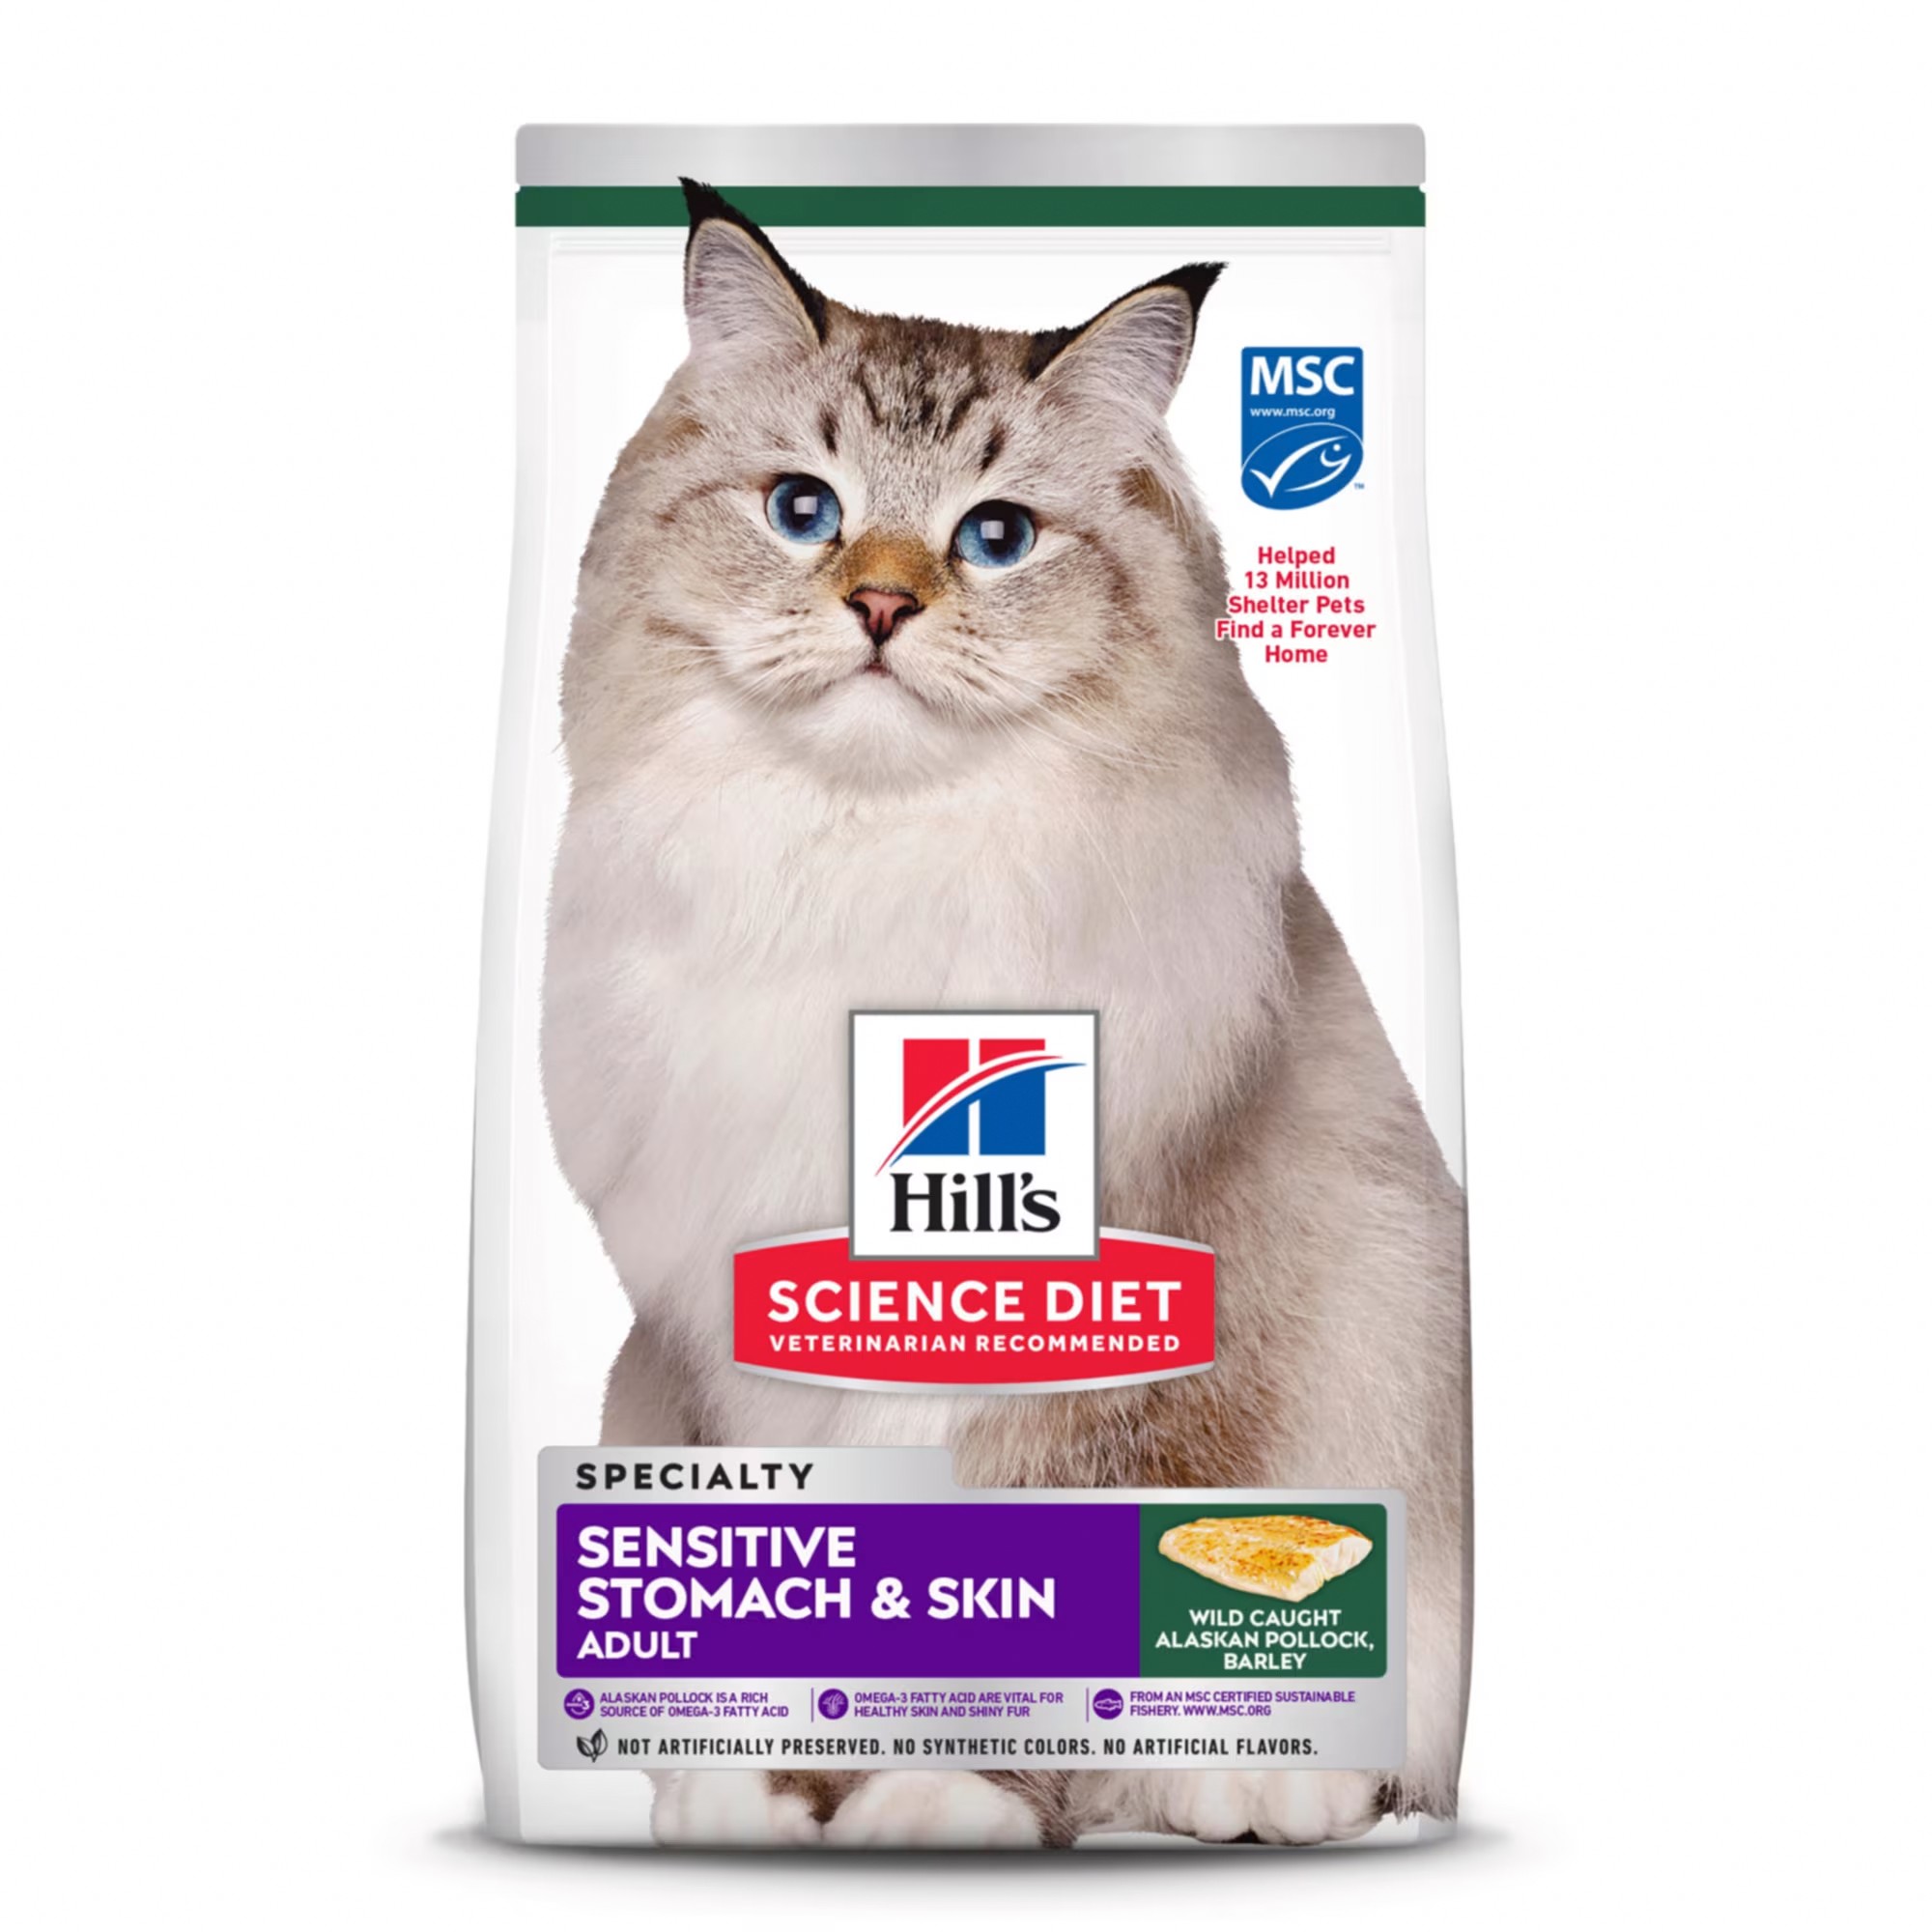 MSC
www.msc.org
TM
Helped
13 Million
Shelter Pets
Find a Forever
Home
Hill's
SCIENCE DIET
VETERINARIAN RECOMMENDED
SPECIALTY
SENSITIVE
STOMACH & SKIN
ADULT
WILD CAUGHT
ALASKAN POLLOCK,
BARLEY
ALASKAN POLLOCK IS A RICH
SOURCE OF OMEGA-3 FATTY ACID
OMEGA-3 FATTY ACID ARE VITAL FOR
HEALTHY SKIN AND SHINY FUR
FROM AN MSC CERTIFIED SUSTAINABLE
FISHERY. WWW.MSC.ORG
NOT ARTIFICIALLY PRESERVED. NO SYNTHETIC COLORS. NO ARTIFICIAL FLAVORS.